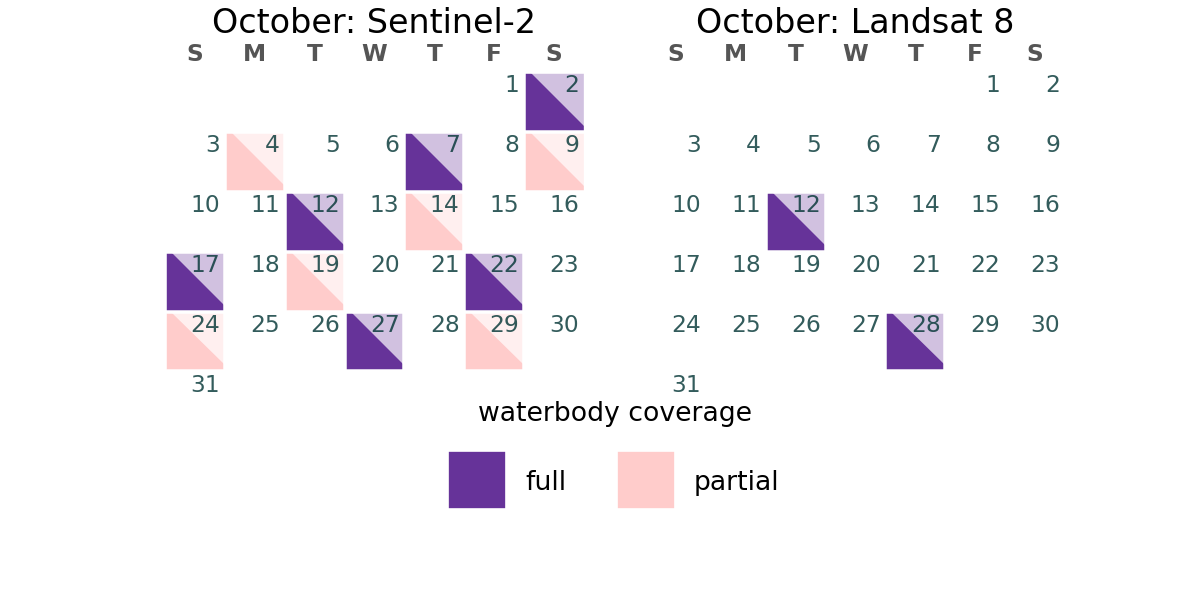 October: Sentinel-2
S M T W T F S
1 2
3 4 5 6 7 8 9
10 11 12 13 14 15 16
17 18 19 20 21 22 23
24 25 26 27 28 29 30
31
October: Landsat 8
S M T W T F S
1 2
3 4 5 6 7 8 9
10 11 12 13 14 15 16
17 18 19 20 21 22 23
24 25 26 27 28 29 30
31
waterbody coverage
full partial